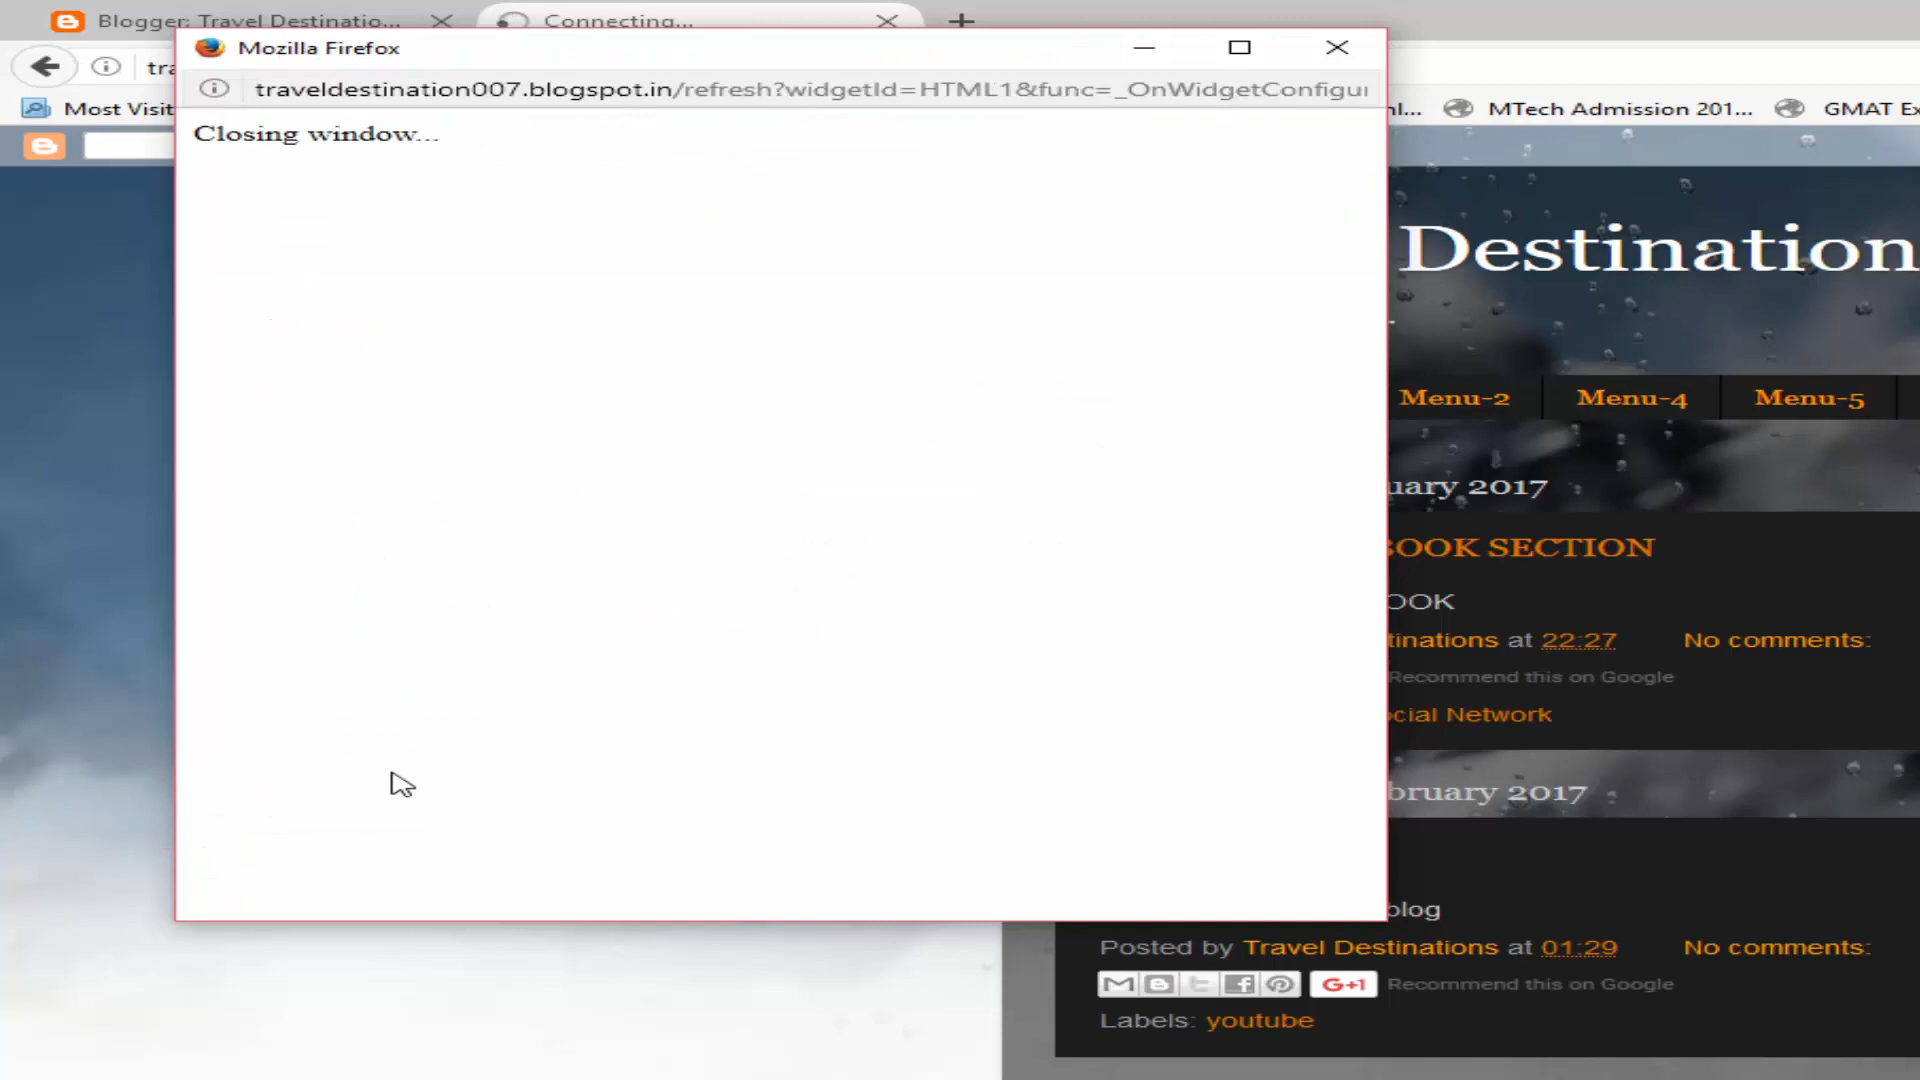 Blogger: Travel Destinatio...
Connecting...
Mozilla Firefox
traveldestination007.blogspot.in/refresh?widgetId=HTML1&func=_OnWidgetConfigu
Most Visit
MTech Admission 201...
GMAT Ex
Closing window...
Destination
Menu-2 Menu-4 Menu-5
uary 2017
BOOK SECTION
OOK
tinations at 22:27 No comments:
Recommend this on Google
cial Network
bruary 2017
blog
Posted by Travel Destinations at 01:29 No comments:
G+1 Recommend this on Google
Labels: youtube